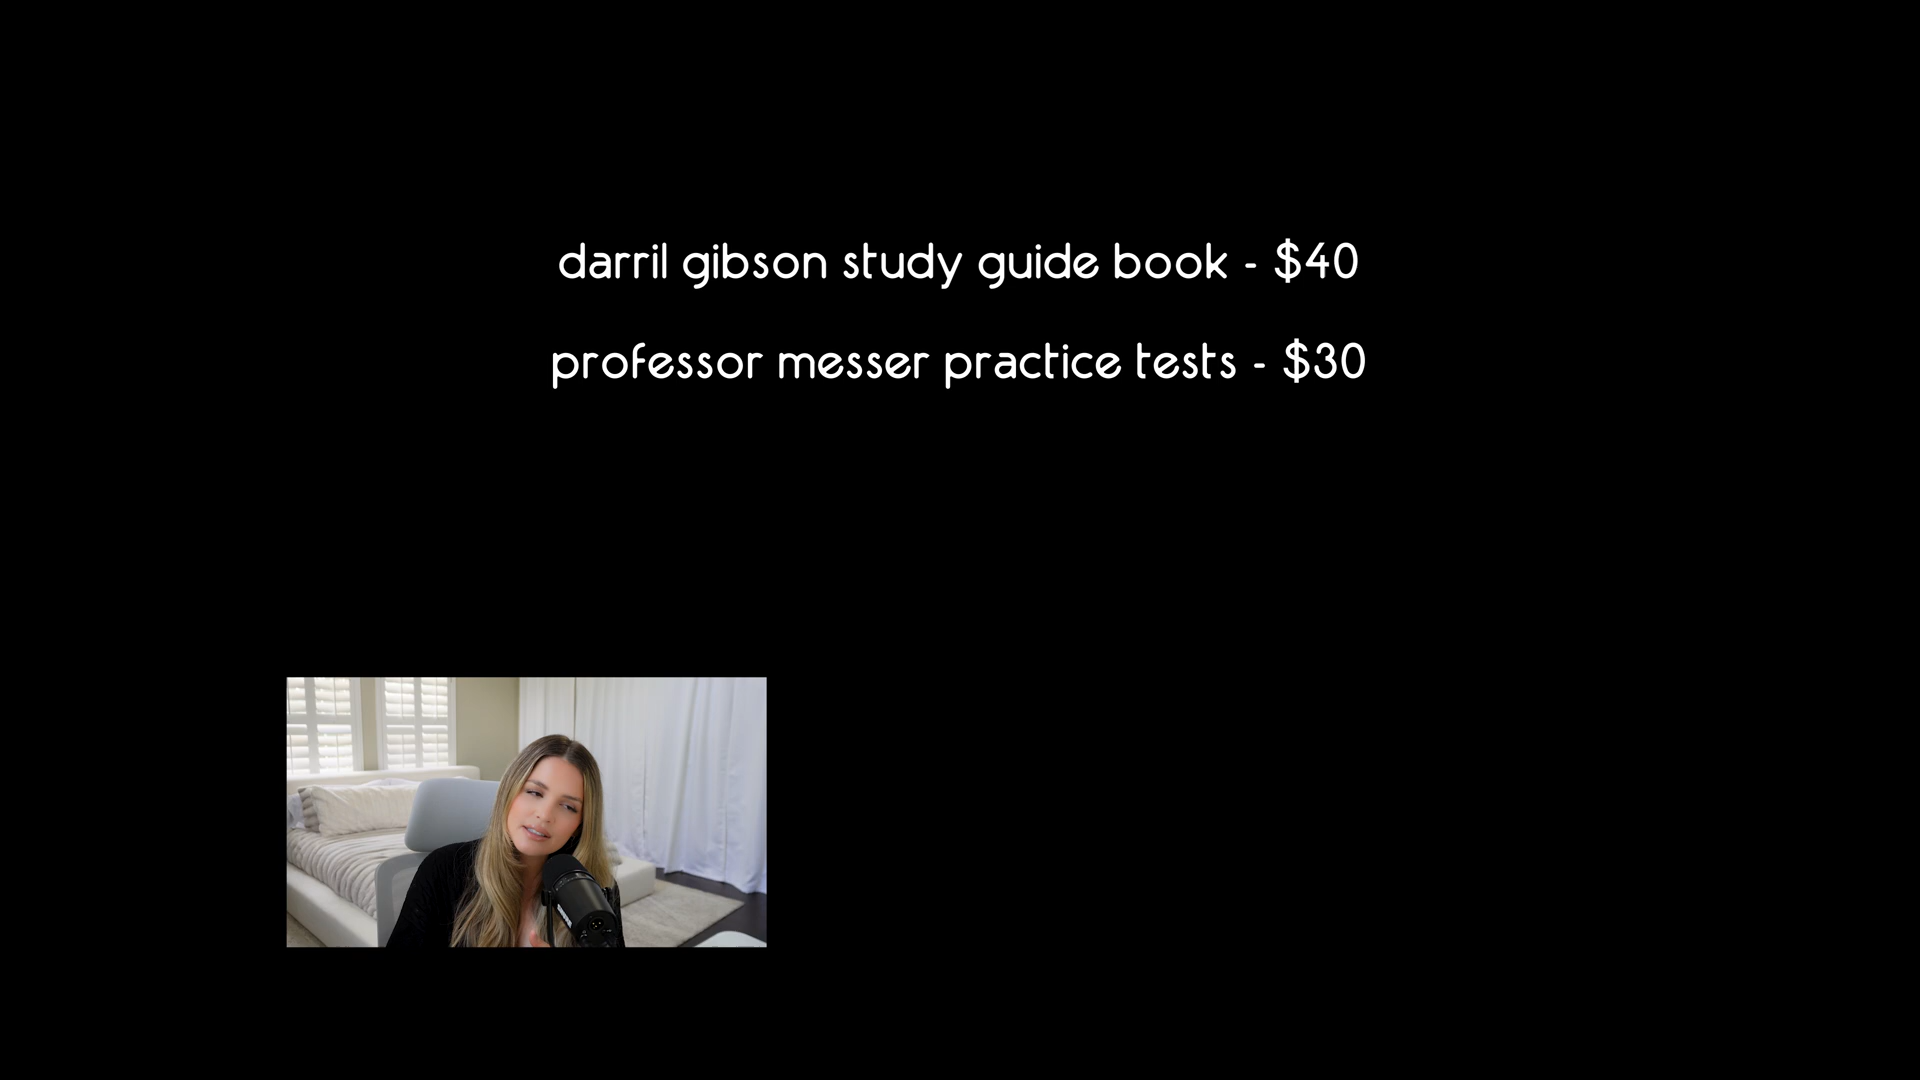 darril gibson study guide book - $40
professor messer practice tests - $30